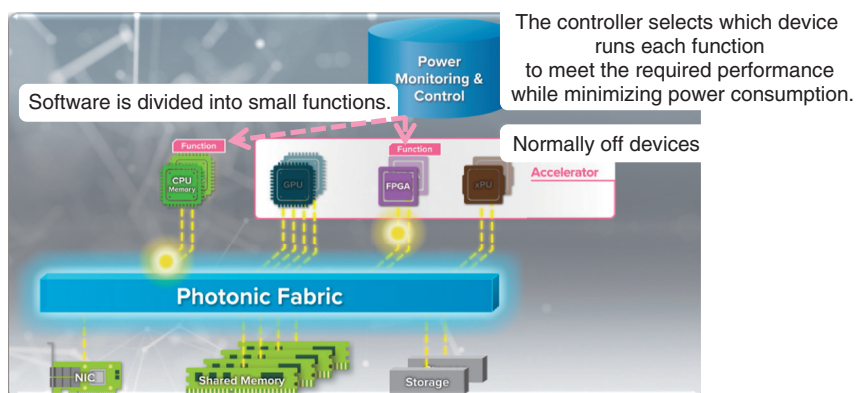 The controller selects which device
runs each function
to meet the required performance
while minimizing power consumption.
Power
Monitoring &
Control
Software is divided into small functions.
Normally off devices
Function
Function
CPU
Memory
GPU
FPGA
xPU
Accelerator
Photonic Fabric
NIC
Shared Memory
Storage